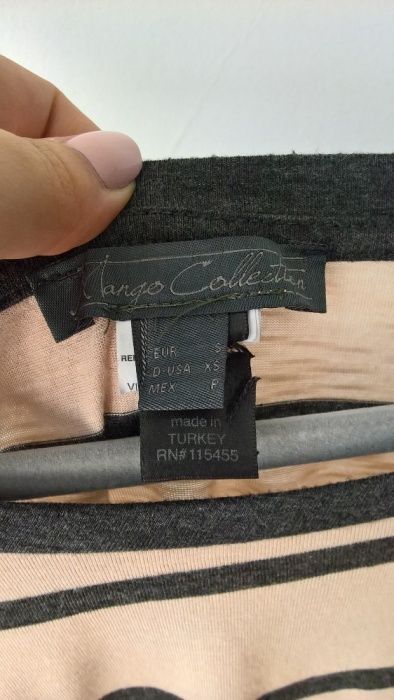 Mango Collection
EUR S
D-USA XS
MEX P
made in
TURKEY
RN# 115455